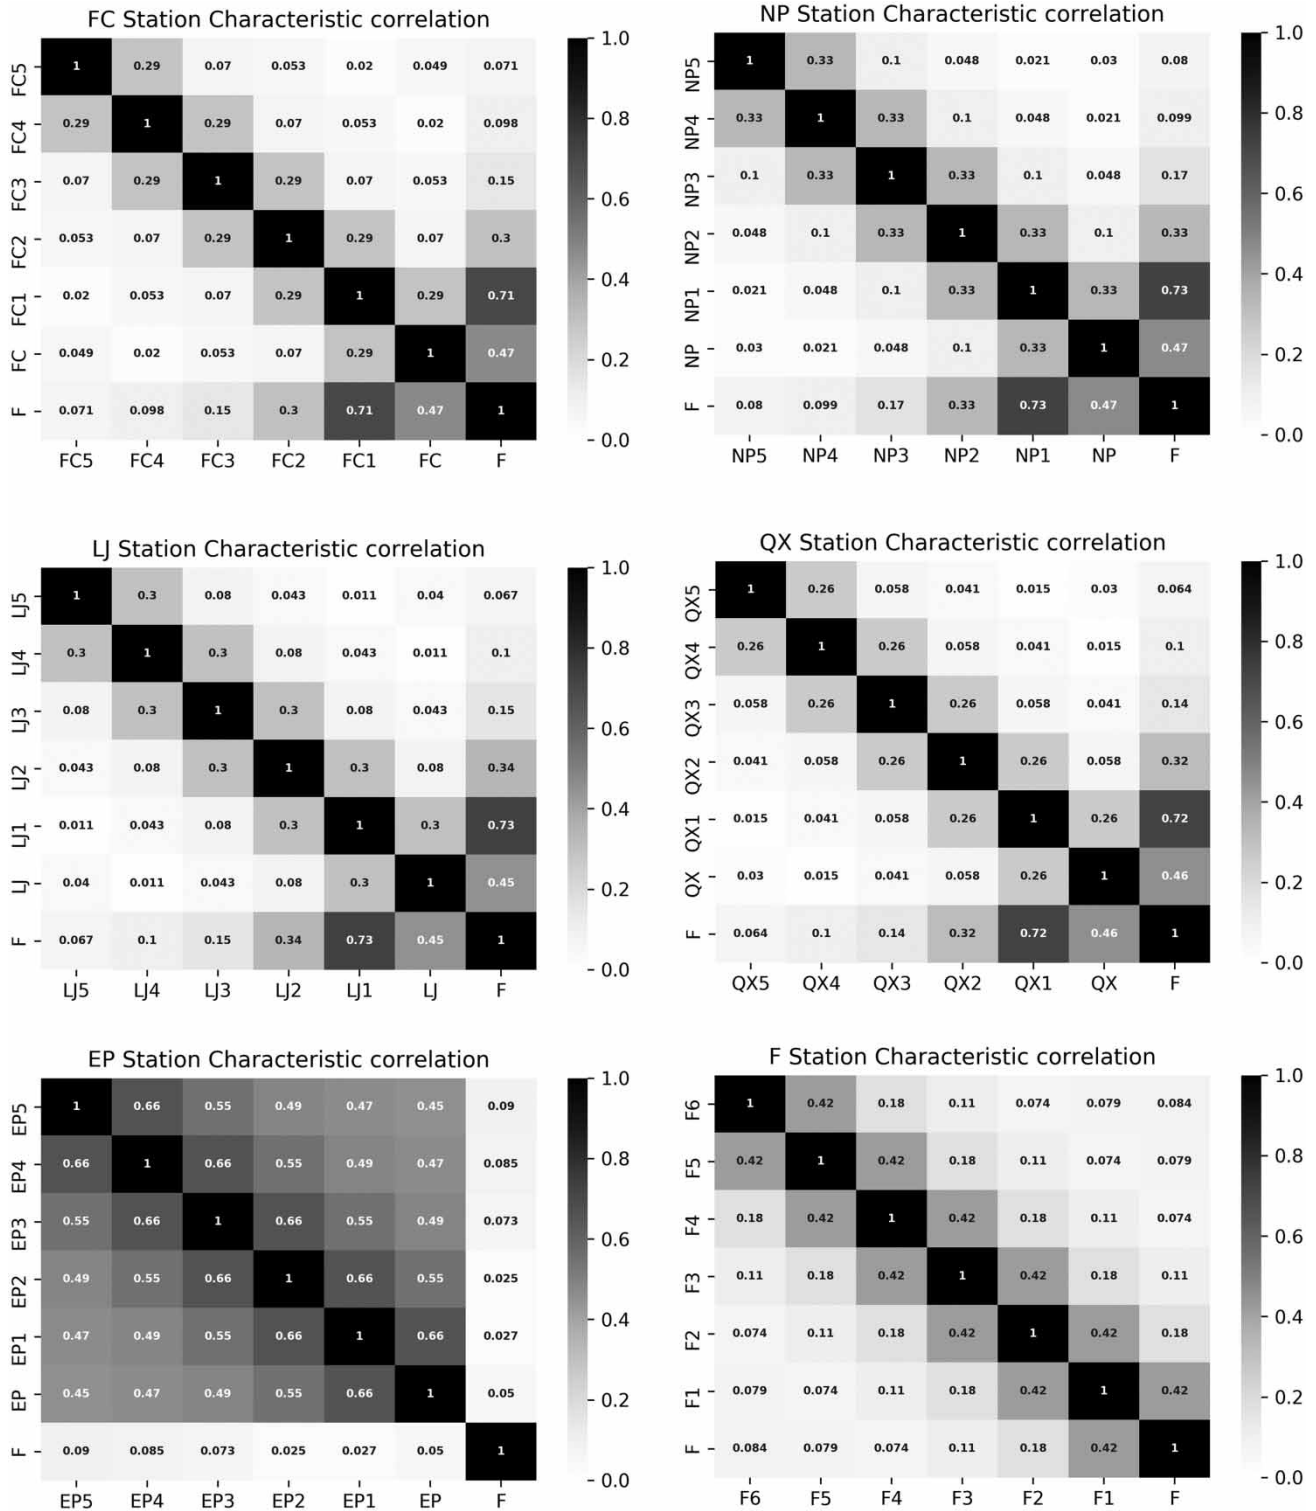 FC Station Characteristic correlation
FC5 1 0.29 0.07 0.053 0.02 0.049 0.071
FC4 0.29 1 0.29 0.07 0.053 0.02 0.098
FC3 0.07 0.29 1 0.29 0.07 0.053 0.15
FC2 0.053 0.07 0.29 1 0.29 0.07 0.3
FC1 0.02 0.053 0.07 0.29 1 0.29 0.71
FC 0.049 0.02 0.053 0.07 0.29 1 0.47
F 0.071 0.098 0.15 0.3 0.71 0.47 1
FC5 FC4 FC3 FC2 FC1 FC F
1.0
0.8
0.6
0.4
0.2
0.0
NP Station Characteristic correlation
NP5 1 0.33 0.1 0.048 0.021 0.03 0.08
NP4 0.33 1 0.33 0.1 0.048 0.021 0.099
NP3 0.1 0.33 1 0.33 0.1 0.048 0.17
NP2 0.048 0.1 0.33 1 0.33 0.1 0.33
NP1 0.021 0.048 0.1 0.33 1 0.33 0.73
NP 0.03 0.021 0.048 0.1 0.33 1 0.47
F 0.08 0.099 0.17 0.33 0.73 0.47 1
NP5 NP4 NP3 NP2 NP1 NP F
1.0
0.8
0.6
0.4
0.2
0.0
LJ Station Characteristic correlation
LJ5 1 0.3 0.08 0.043 0.011 0.04 0.067
LJ4 0.3 1 0.3 0.08 0.043 0.011 0.1
LJ3 0.08 0.3 1 0.3 0.08 0.043 0.15
LJ2 0.043 0.08 0.3 1 0.3 0.08 0.34
LJ1 0.011 0.043 0.08 0.3 1 0.3 0.73
LJ 0.04 0.011 0.043 0.08 0.3 1 0.45
F 0.067 0.1 0.15 0.34 0.73 0.45 1
LJ5 LJ4 LJ3 LJ2 LJ1 LJ F
1.0
0.8
0.6
0.4
0.2
0.0
QX Station Characteristic correlation
QX5 1 0.26 0.058 0.041 0.015 0.03 0.064
QX4 0.26 1 0.26 0.058 0.041 0.015 0.1
QX3 0.058 0.26 1 0.26 0.058 0.041 0.14
QX2 0.041 0.058 0.26 1 0.26 0.058 0.32
QX1 0.015 0.041 0.058 0.26 1 0.26 0.72
QX 0.03 0.015 0.041 0.058 0.26 1 0.46
F 0.064 0.1 0.14 0.32 0.72 0.46 1
QX5 QX4 QX3 QX2 QX1 QX F
1.0
0.8
0.6
0.4
0.2
0.0
EP Station Characteristic correlation
EP5 1 0.66 0.55 0.49 0.47 0.45 0.09
EP4 0.66 1 0.66 0.55 0.49 0.47 0.085
EP3 0.55 0.66 1 0.66 0.55 0.49 0.073
EP2 0.49 0.55 0.66 1 0.66 0.55 0.025
EP1 0.47 0.49 0.55 0.66 1 0.66 0.027
EP 0.45 0.47 0.49 0.55 0.66 1 0.05
F 0.09 0.085 0.073 0.025 0.027 0.05 1
EP5 EP4 EP3 EP2 EP1 EP F
1.0
0.8
0.6
0.4
0.2
0.0
F Station Characteristic correlation
F6 1 0.42 0.18 0.11 0.074 0.079 0.084
F5 0.42 1 0.42 0.18 0.11 0.074 0.079
F4 0.18 0.42 1 0.42 0.18 0.11 0.074
F3 0.11 0.18 0.42 1 0.42 0.18 0.11
F2 0.074 0.11 0.18 0.42 1 0.42 0.18
F1 0.079 0.074 0.11 0.18 0.42 1 0.42
F 0.084 0.079 0.074 0.11 0.18 0.42 1
F6 F5 F4 F3 F2 F1 F
1.0
0.8
0.6
0.4
0.2
0.0